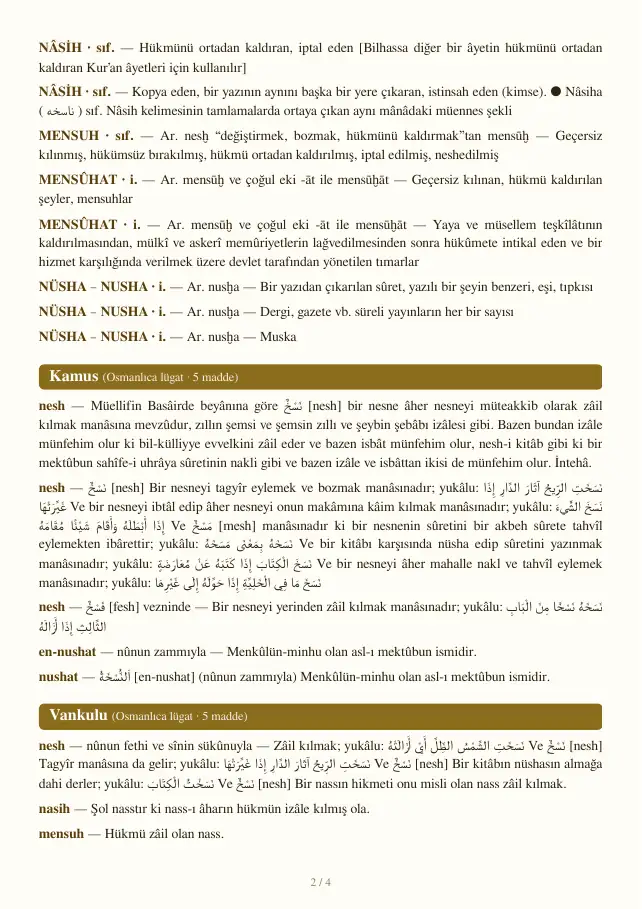 NÂSİH · sıf. — Hükmünü ortadan kaldıran, iptal eden [Bilhassa diğer bir âyetin hükmünü ortadan
kaldıran Kur'an âyetleri için kullanılır]
NÂSİH · sıf. — Kopya eden, bir yazının aynını başka bir yere çıkaran, istinsah eden (kimse). ● Nâsiha
( ناسخه ) sıf. Nâsih kelimesinin tamlamalarda ortaya çıkan aynı mânâdaki müennes şekli
MENSUH · sıf. — Ar. nesḫ “değiştirmek, bozmak, hükmünü kaldırmak”tan mensūḫ — Geçersiz
kılınmış, hükümsüz bırakılmış, hükmü ortadan kaldırılmış, iptal edilmiş, neshedilmiş
MENSÛHAT · i. — Ar. mensūḫ ve çoğul eki -āt ile mensūḫāt — Geçersiz kılınan, hükmü kaldırılan
şeyler, mensuhlar
MENSÛHAT · i. — Ar. mensūḫ ve çoğul eki -āt ile mensūḫāt — Yaya ve müsellem teşkîlâtının
kaldırılmasından, mülkî ve askerî memûriyetlerin lağvedilmesinden sonra hükûmete intikal eden ve bir
hizmet karşılığında verilmek üzere devlet tarafından yönetilen tımarlar
NÜSHA – NUSHA · i. — Ar. nusḫa — Bir yazıdan çıkarılan sûret, yazılı bir şeyin benzeri, eşi, tıpkısı
NÜSHA – NUSHA · i. — Ar. nusḫa — Dergi, gazete vb. süreli yayınların her bir sayısı
NÜSHA – NUSHA · i. — Ar. nusḫa — Muska
Kamus (Osmanlıca lügat · 5 madde)
nesh — Müellifin Basâirde beyânına göre نَسْخٌ [nesh] bir nesne âher nesneyi müteakkib olarak zâil
kılmak manâsına mevzûdur, zıllın şemsi ve şemsin zıllı ve şeybin şebâbı izâlesi gibi. Bazen bundan izâle
münfehim olur ki bil-külliyye evvelkini zâil eder ve bazen isbât münfehim olur, nesh-i kitâb gibi ki bir
mektûbun sahîfe-i uhrâya sûretinin nakli gibi ve bazen izâle ve isbâttan ikisi de münfehim olur. İntehâ.
nesh — نَسْخٌ [nesh] Bir nesneyi tagyîr eylemek ve bozmak manâsınadır; yukâlu: نَسَخَتِ الرِّيحُ آثَارَ الدَّارِ إِذَا
غَيَّرَتْهَا Ve bir nesneyi ibtâl edip âher nesneyi onun makâmına kâim kılmak manâsınadır; yukâlu: نَسَخَ الشَّيْءَ
إِذَا أَبْطَلَهُ وَأَقَامَ شَيْئًا مُقَامَهُ Ve مَسْخٌ [mesh] manâsınadır ki bir nesnenin sûretini bir akbeh sûrete tahvîl
eylemekten ibârettir; yukâlu: نَسَخَهُ بِمَعْنَى مَسَخَهُ Ve bir kitâbı karşısında nüsha edip sûretini yazınmak
manâsınadır; yukâlu: نَسَخَ الْكِتَابَ إِذَا كَتَبَهُ عَنْ مُعَارَضَةٍ Ve bir nesneyi âher mahalle nakl ve tahvîl eylemek
manâsınadır; yukâlu: نَسَخَ مَا فِي الْخَلِيَّةِ إِذَا حَوَّلَهُ إِلَى غَيْرِهَا
nesh — فَسْخٌ [fesh] vezninde — Bir nesneyi yerinden zâil kılmak manâsınadır; yukâlu: نَسَخَهُ نَسْخًا مِنْ الْبَابِ
الثَّالِثِ إِذَا أَزَالَهُ
en-nushat — nûnun zammıyla — Menkûlün-minhu olan asl-ı mektûbun ismidir.
nushat — اَلنُّسْخَةُ [en-nushat] (nûnun zammıyla) Menkûlün-minhu olan asl-ı mektûbun ismidir.
Vankulu (Osmanlıca lügat · 5 madde)
nesh — nûnun fethi ve sînin sükûnuyla — Zâil kılmak; yukâlu: نَسَخَتِ الشَّمْسُ الظِّلَّ أَيْ أَزَالَتْهُ Ve نَسْخٌ [nesh]
Tagyîr manâsına da gelir; yukâlu: نَسَخَتِ الرِّيحُ آثَارَ الدَّارِ إِذَا غَيَّرَتْهَا Ve نَسْخٌ [nesh] Bir kitâbın nüshasın almağa
dahi derler; yukâlu: نَسَخْتُ الْكِتَابَ Ve نَسْخٌ [nesh] Bir nassın hikmeti onu misli olan nass zâil kılmak.
nasih — Şol nasstır ki nass-ı âharın hükmün izâle kılmış ola.
mensuh — Hükmü zâil olan nass.
2 / 4